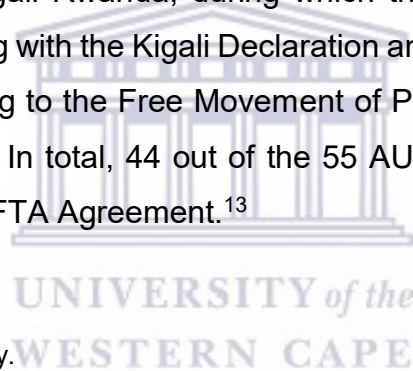 gali Rwanda, during which th
g with the Kigali Declaration an
g to the Free Movement of P
In total, 44 out of the 55 AU
FTA Agreement.¹³
UNIVERSITY of the
y.
WESTERN CAPE